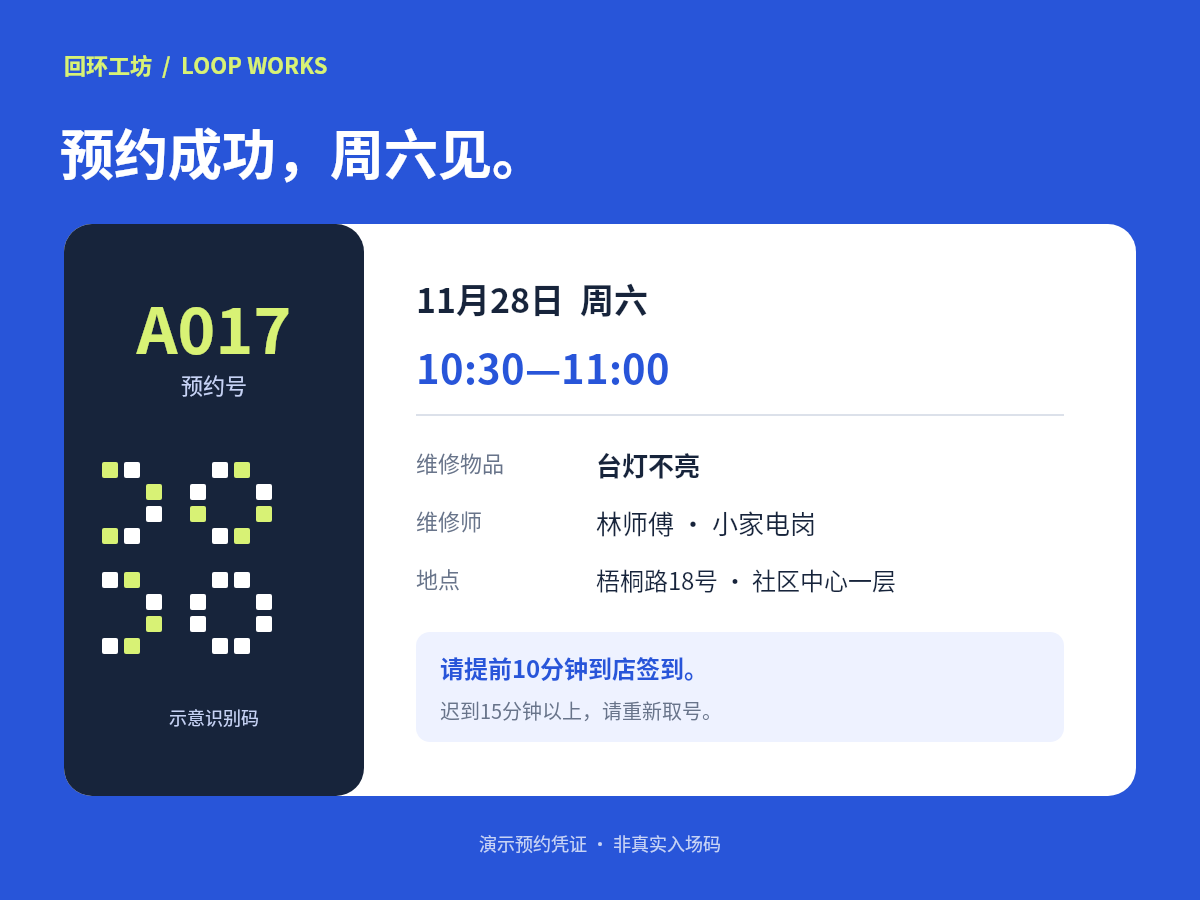 回环工坊 / LOOP WORKS
预约成功，周六见。
A017
预约号
示意识别码
11月28日 周六
10:30—11:00
维修物品 台灯不亮
维修师 林师傅 · 小家电岗
地点 梧桐路18号 · 社区中心一层
请提前10分钟到店签到。
迟到15分钟以上，请重新取号。
演示预约凭证 · 非真实入场码